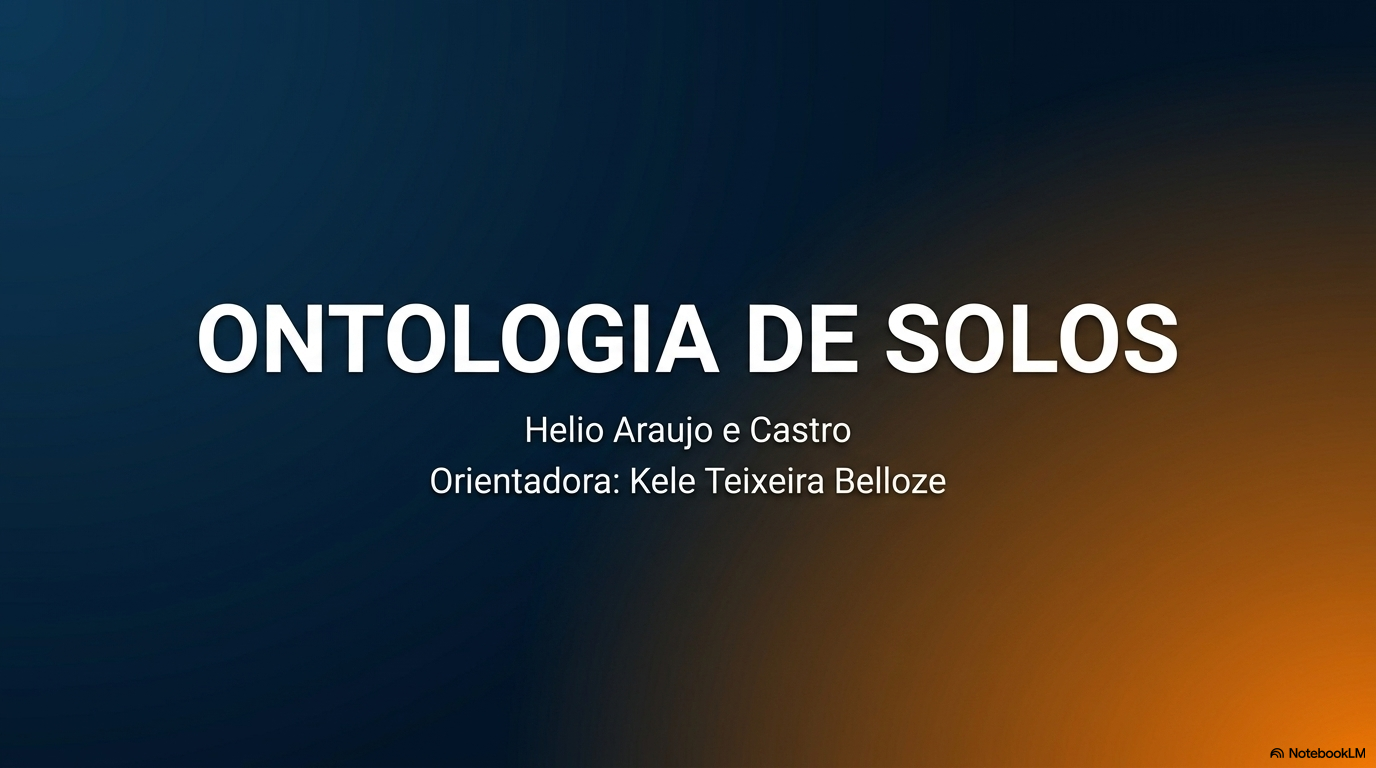 ONTOLOGIA DE SOLOS
Helio Araujo e Castro
Orientadora: Kele Teixeira Belloze
NotebookLM